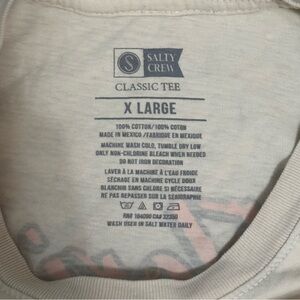 S
SALTY
CREW
CLASSIC TEE
X LARGE
100% COTTON/100% COTON
MADE IN MEXICO / FABRIQUÉ EN MEXIQUE
MACHINE WASH COLD, TUMBLE DRY LOW
ONLY NON-CHLORINE BLEACH WHEN NEEDED
DO NOT IRON DECORATION
LAVER À LA MACHINE À L'EAU FROIDE
SÉCHAGE EN MACHINE CYCLE DOUX
BLANCHIR SANS CHLORE SI NÉCESSAIRE
NE PAS REPASSER SUR LA SÉRIGRAPHIE
WASH USER IN SALT WATER DAILY